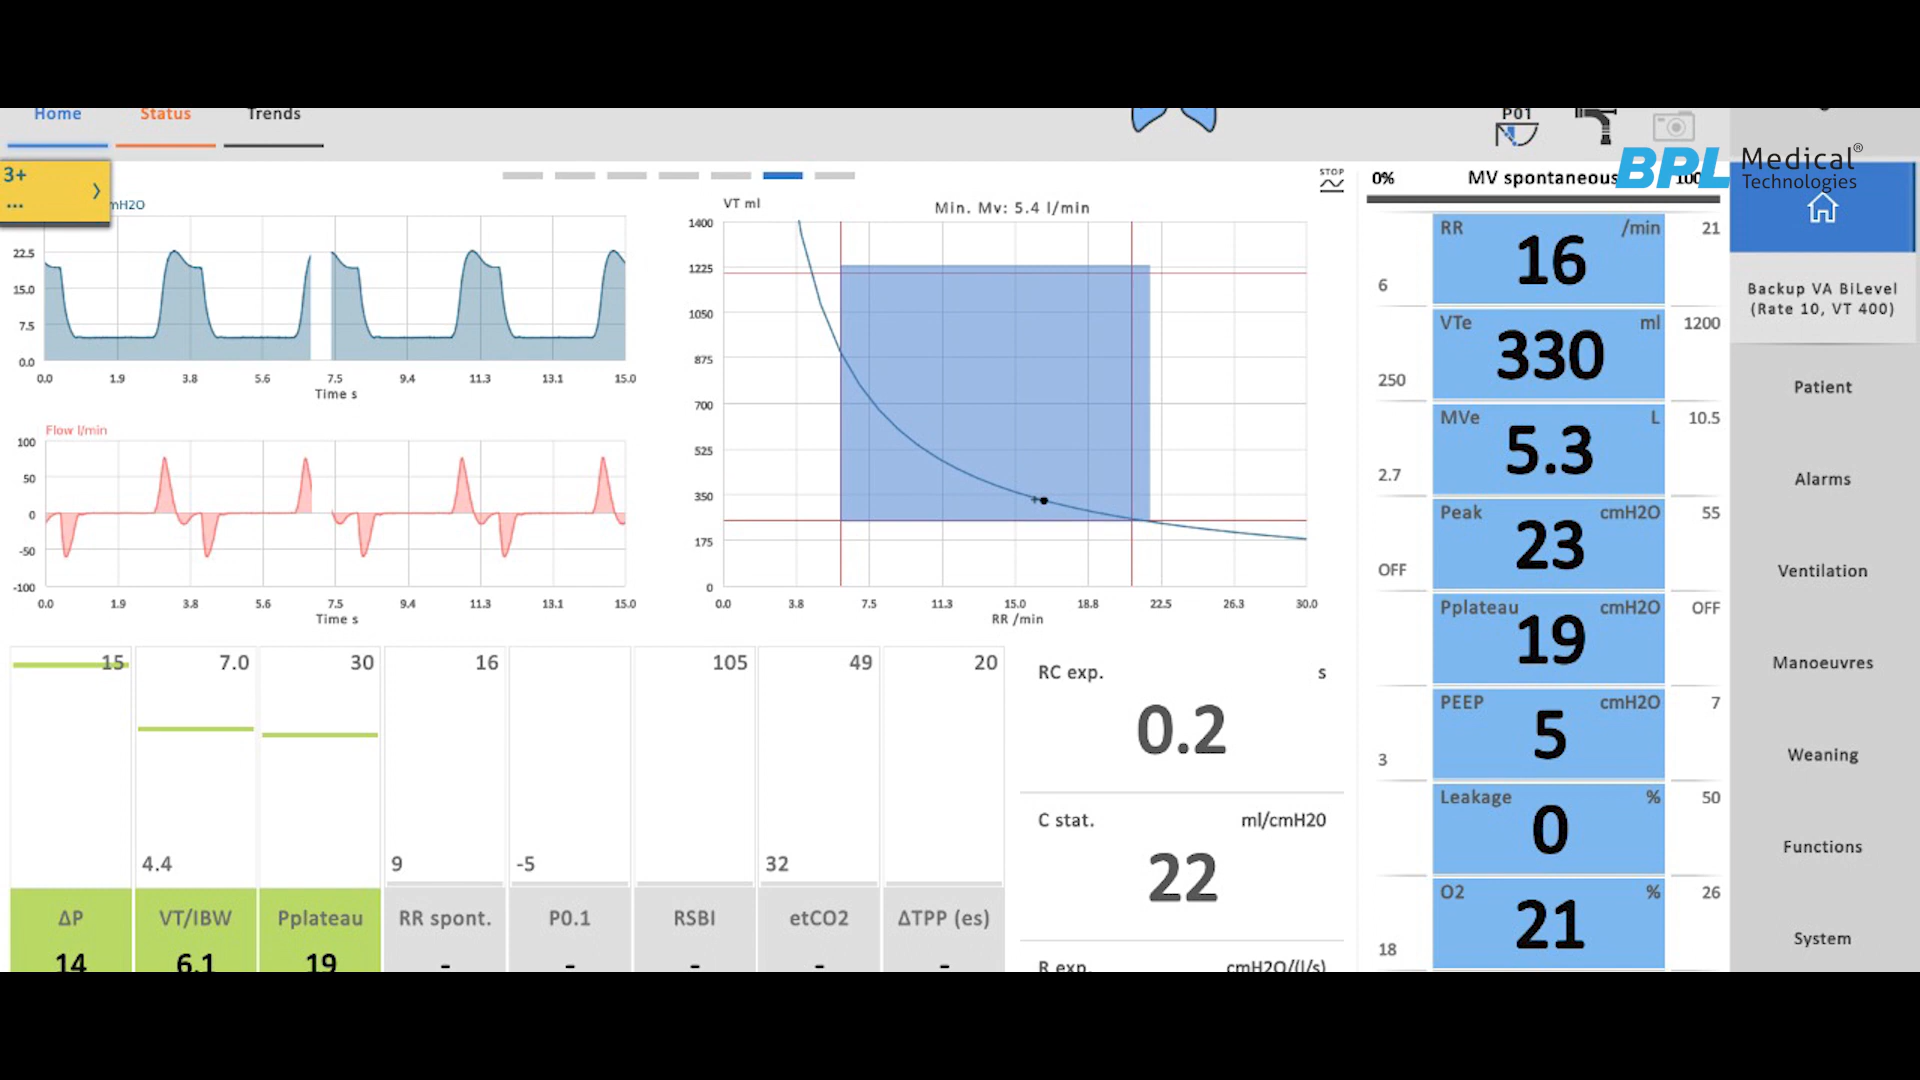 Home
Status
Trends
P01
BPL Medical® Technologies
3+
...
mH2O
22.5
15.0
7.5
0.0
0.0 1.9 3.8 5.6 7.5 9.4 11.3 13.1 15.0
Time s
Flow l/min
100
50
0
-50
-100
0.0 1.9 3.8 5.6 7.5 9.4 11.3 13.1 15.0
Time s
VT ml
Min. Mv: 5.4 l/min
1400
1225
1050
875
700
525
350
175
0
0.0 3.8 7.5 11.3 15.0 18.8 22.5 26.3 30.0
RR /min
STOP
0% MV spontaneous 100
RR /min 21
16
6
VTe ml 1200
330
250
MVe L 10.5
5.3
2.7
Peak cmH2O 55
23
OFF
Pplateau cmH2O OFF
19
PEEP cmH2O 7
5
3
Leakage % 50
0
O2 % 26
21
18
Backup VA BiLevel
(Rate 10, VT 400)
Patient
Alarms
Ventilation
Manoeuvres
Weaning
Functions
System
15 7.0 30 16 105 49 20
4.4 9 -5 32
ΔP VT/IBW Pplateau RR spont. P0.1 RSBI etCO2 ΔTPP (es)
14 6.1 19 - - - - -
RC exp. s
0.2
C stat. ml/cmH20
22
R exp. cmH2O/(l/s)